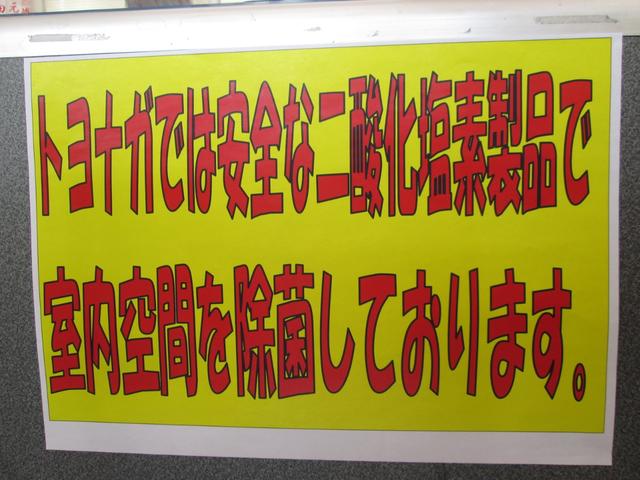 トヨナガでは安全な二酸化塩素製品で
室内空間を除菌しております。